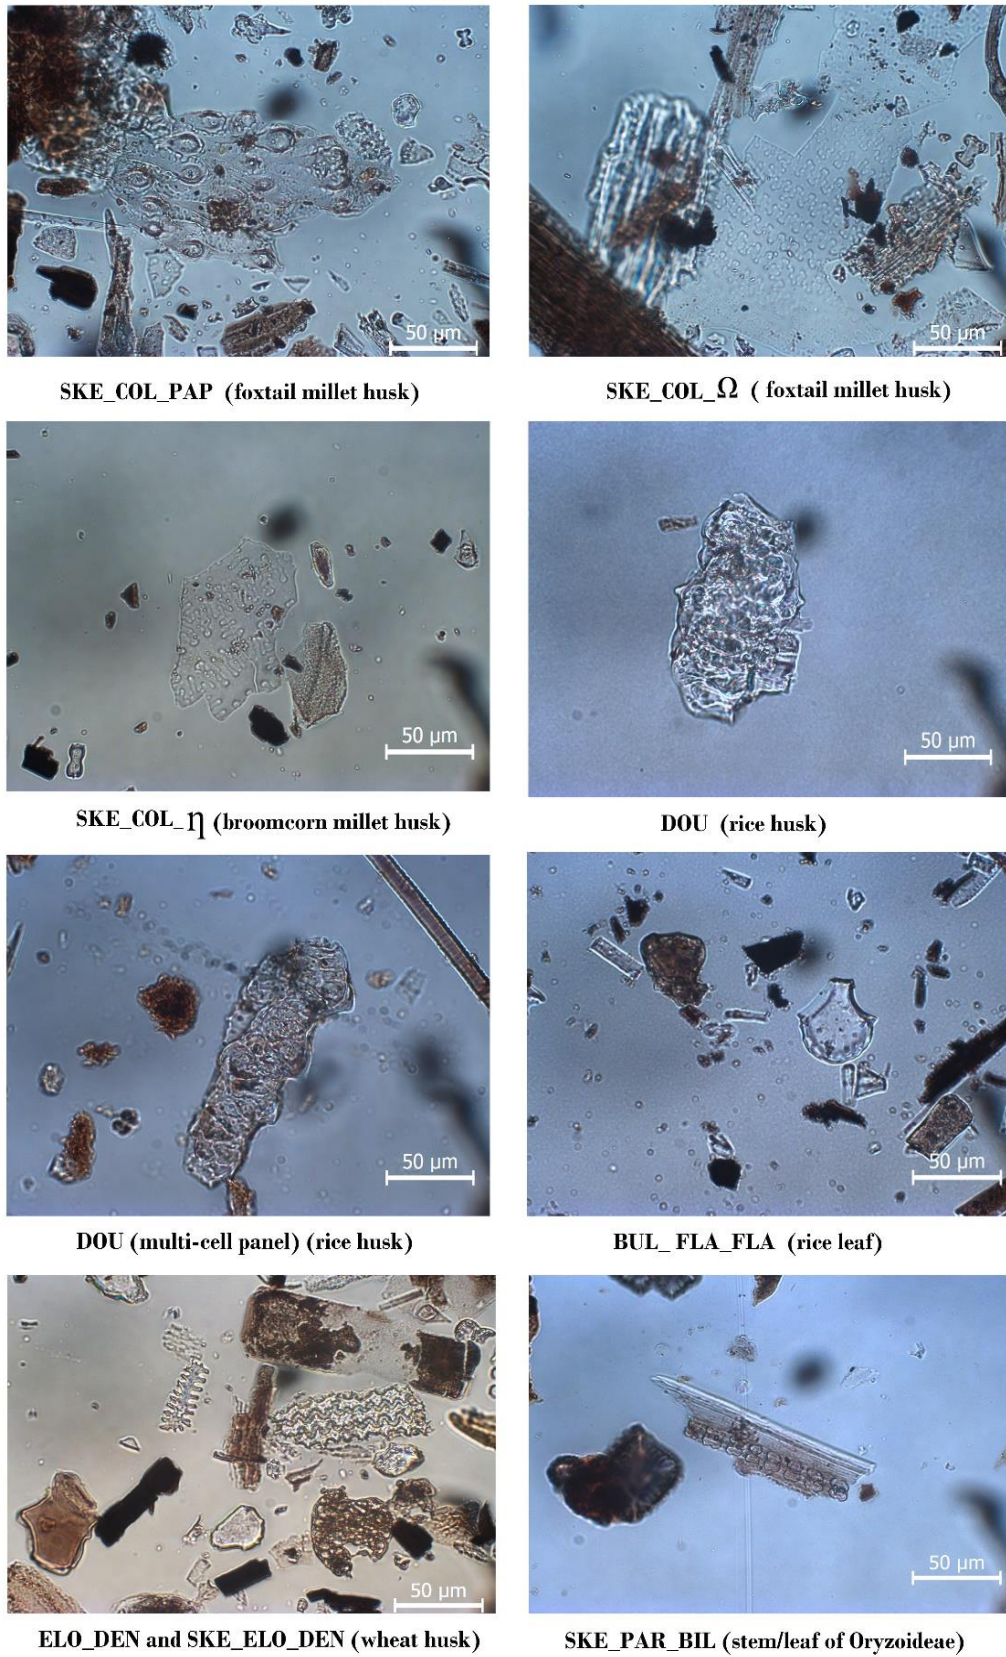 50 µm
50 µm
SKE_COL_PAP (foxtail millet husk)
SKE_COL_Ω ( foxtail millet husk)
50 µm
50 µm
SKE_COL_η (broomcorn millet husk)
DOU (rice husk)
50 µm
50 µm
DOU (multi-cell panel) (rice husk)
BUL_ FLA_FLA (rice leaf)
50 µm
50 µm
ELO_DEN and SKE_ELO_DEN (wheat husk)
SKE_PAR_BIL (stem/leaf of Oryzoideae)